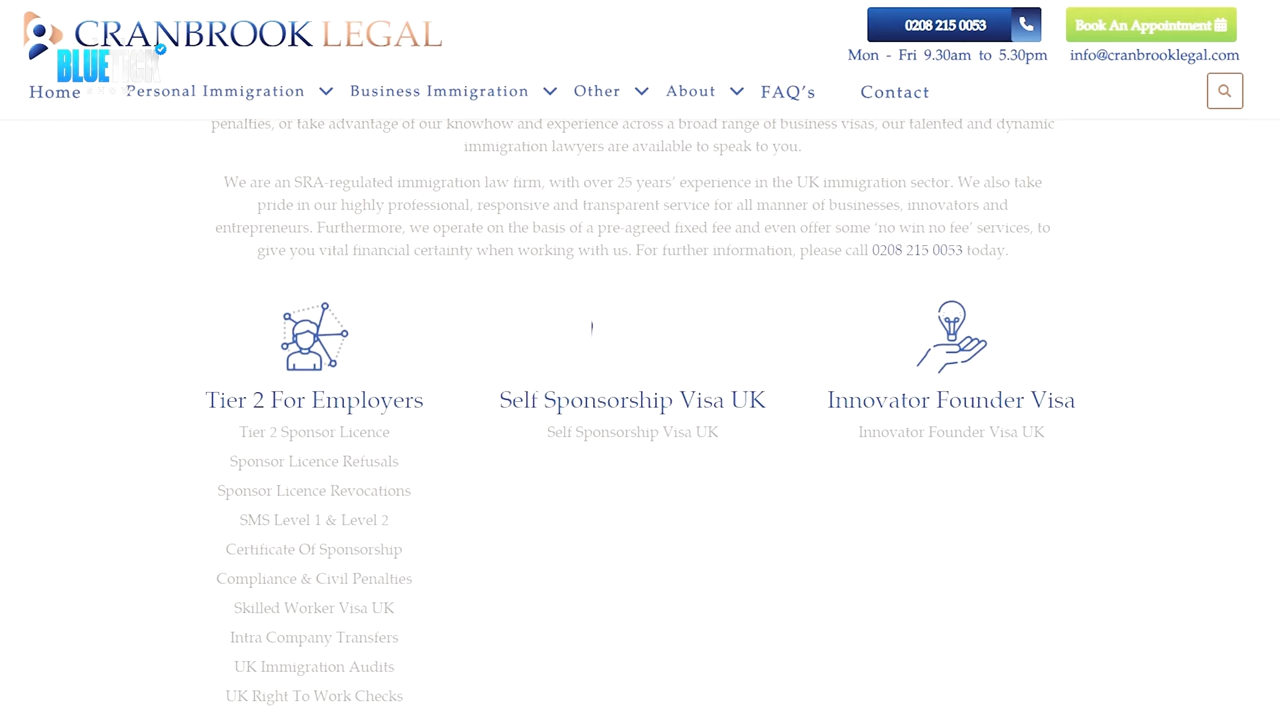 CRANBROOK LEGAL
0208 215 0053
Book An Appointment
BLUE TICK
Mon - Fri 9.30am to 5.30pm
info@cranbrooklegal.com
Home
Personal Immigration
Business Immigration
Other
About
FAQ's
Contact
penalties, or take advantage of our knowhow and experience across a broad range of business visas, our talented and dynamic
immigration lawyers are available to speak to you.
We are an SRA-regulated immigration law firm, with over 25 years' experience in the UK immigration sector. We also take
pride in our highly professional, responsive and transparent service for all manner of businesses, innovators and
entrepreneurs. Furthermore, we operate on the basis of a pre-agreed fixed fee and even offer some 'no win no fee' services, to
give you vital financial certainty when working with us. For further information, please call 0208 215 0053 today.
Tier 2 For Employers
Tier 2 Sponsor Licence
Sponsor Licence Refusals
Sponsor Licence Revocations
SMS Level 1 & Level 2
Certificate Of Sponsorship
Compliance & Civil Penalties
Skilled Worker Visa UK
Intra Company Transfers
UK Immigration Audits
UK Right To Work Checks
Self Sponsorship Visa UK
Self Sponsorship Visa UK
Innovator Founder Visa
Innovator Founder Visa UK